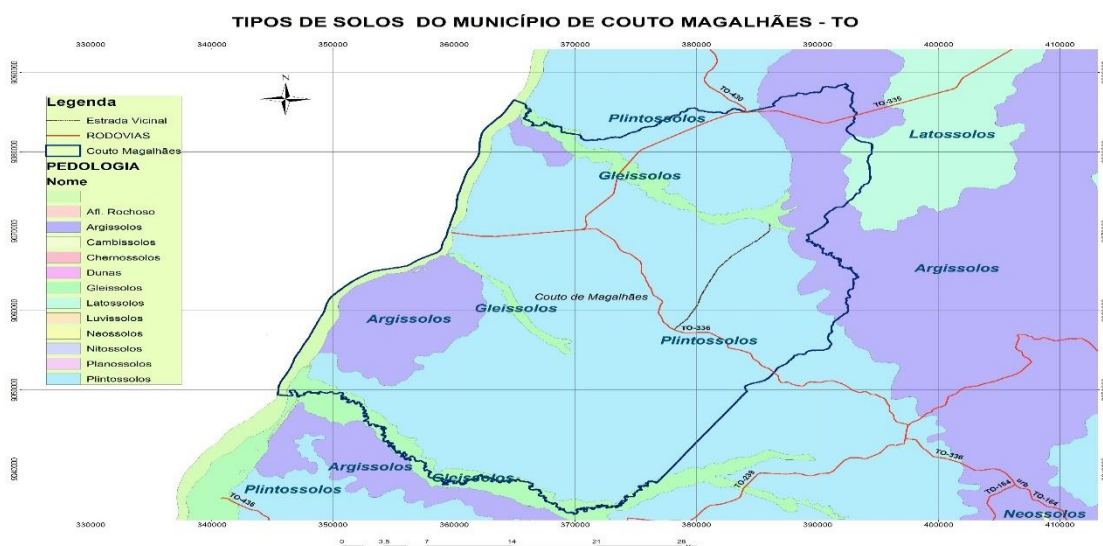 TIPOS DE SOLOS DO MUNICÍPIO DE COUTO MAGALHÃES - TO
330000 340000 350000 360000 370000 380000 390000 400000 410000
Z
Legenda
Estrada Vicinal
RODOVIAS
Couto Magalhães
PEDOLOGIA
Nome
Afl. Rochoso
Argissolos
Cambissolos
Chernossolos
Dunas
Gleissolos
Latossolos
Luvissolos
Neossolos
Nitossolos
Planossolos
Plintossolos
TO-430
TO-335
Plintossolos
Latossolos
Gleissolos
Argissolos
Couto de Magalhães
Gleissolos
Argissolos
TO-336
Plintossolos
Argissolos
Gleissolos
Plintossolos
TO-436
TO-238
TO-336
TO-164
TO-164
Neossolos
330000 340000 350000 360000 370000 380000 390000 400000 410000
0 3.5 7 14 21 28